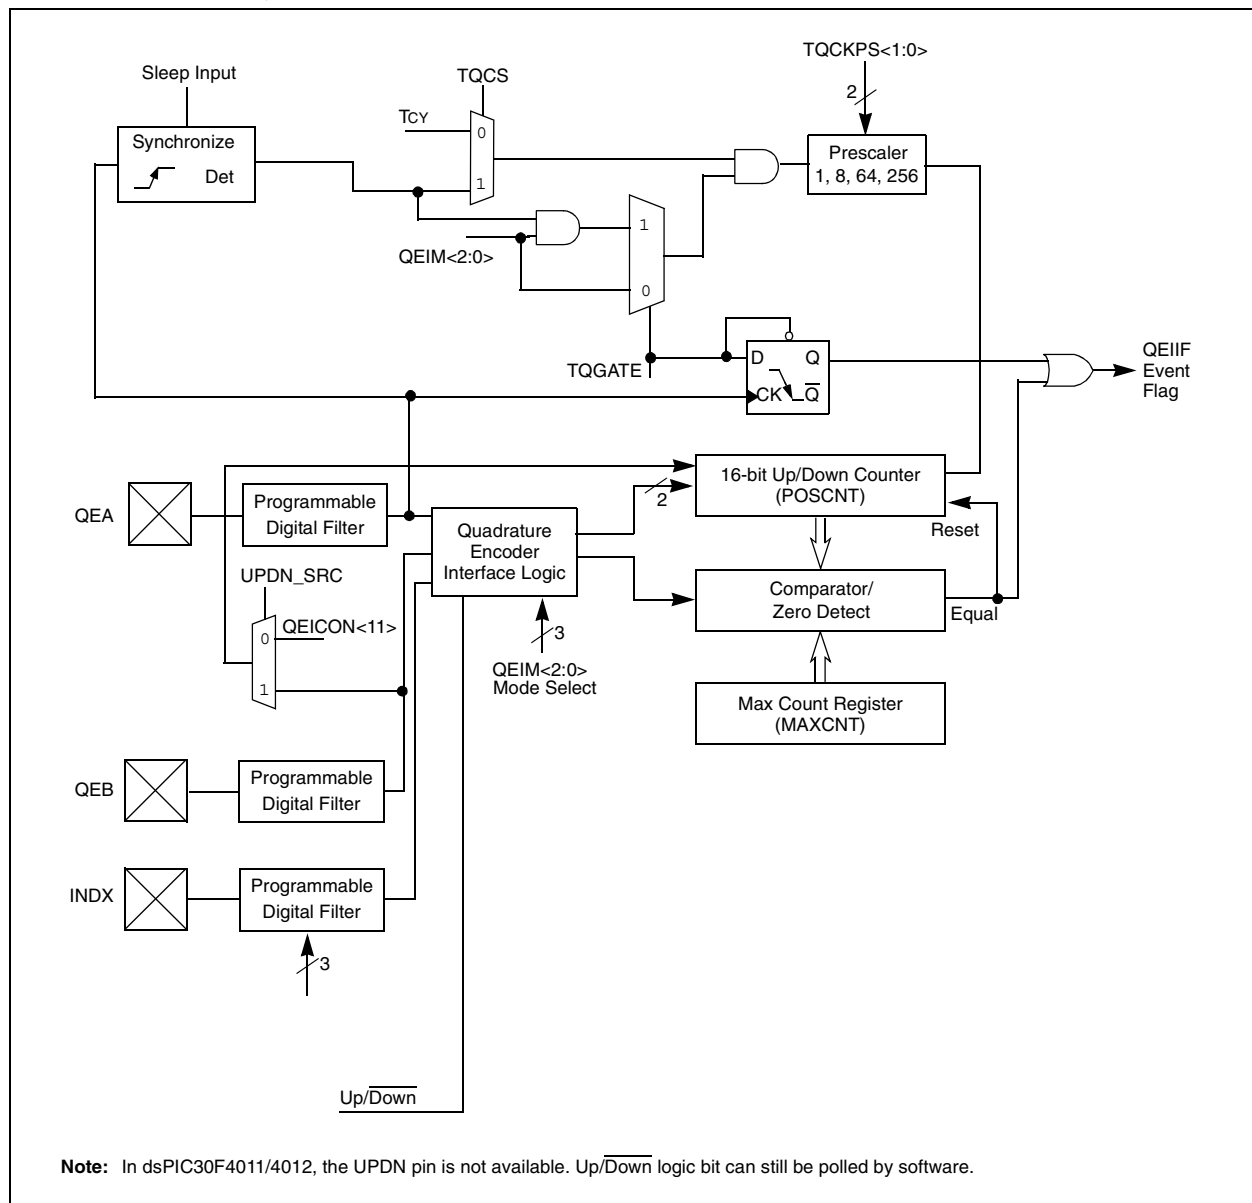 TQCKPS<1:0>
Sleep Input
TQCS
2
TCY
0
Synchronize
Det
1
Prescaler
1, 8, 64, 256
1
QEIM<2:0>
0
TQGATE
D
Q
CK
Q
QEIIF
Event
Flag
16-bit Up/Down Counter
(POSCNT)
2
Reset
QEA
Programmable
Digital Filter
Quadrature
Encoder
Interface Logic
UPDN_SRC
Comparator/
Zero Detect
Equal
0
QEICON<11>
3
1
QEIM<2:0>
Mode Select
Max Count Register
(MAXCNT)
QEB
Programmable
Digital Filter
INDX
Programmable
Digital Filter
3
Up/Down
Note: In dsPIC30F4011/4012, the UPDN pin is not available. Up/Down logic bit can still be polled by software.